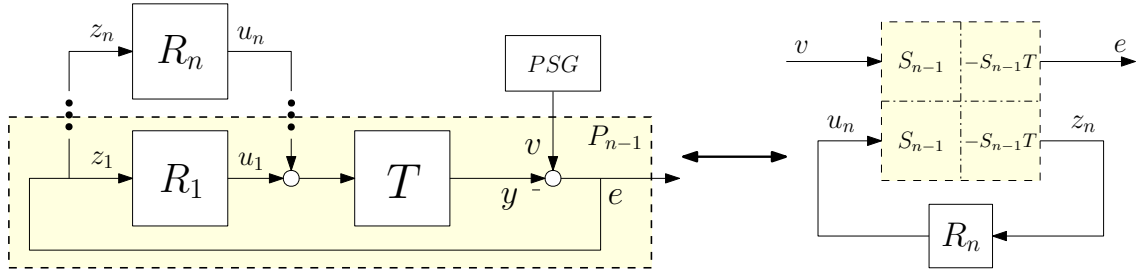 z_n
R_n
u_n
PSG
v
P_{n-1}
z_1
R_1
u_1
T
y
-
e
v
S_{n-1}
-S_{n-1}T
e
u_n
S_{n-1}
-S_{n-1}T
z_n
R_n